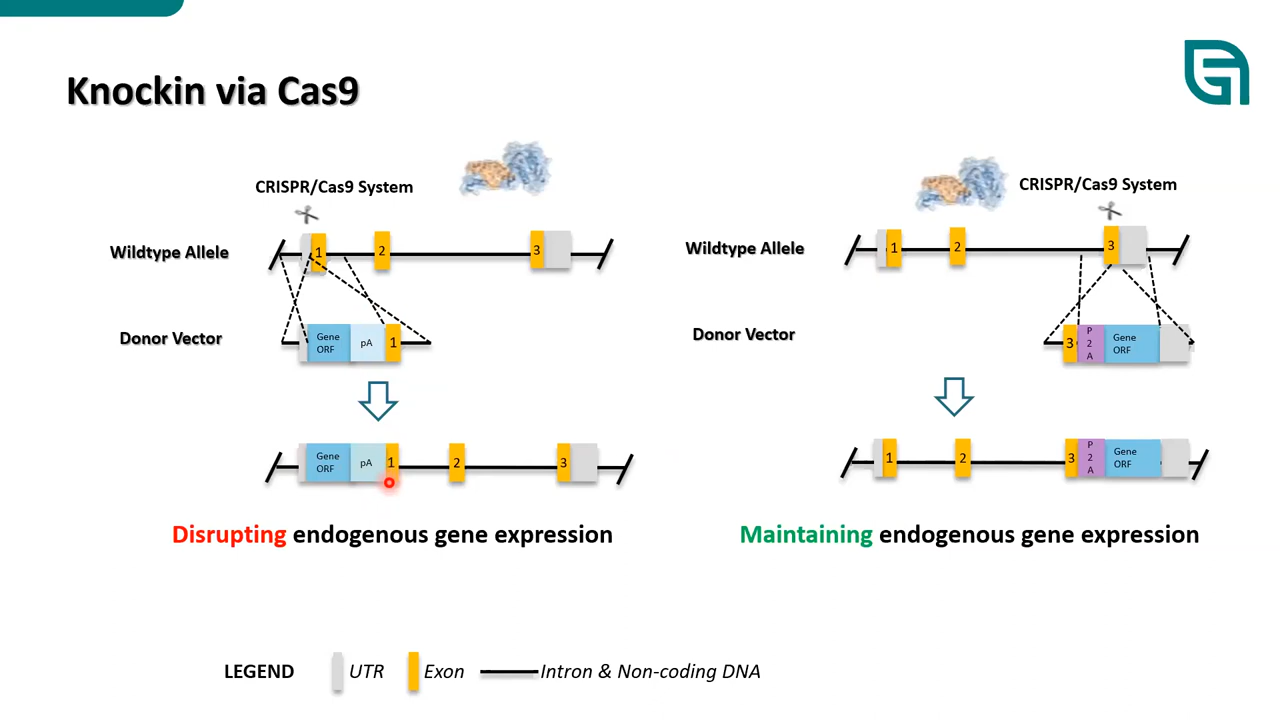 Knockin via Cas9
CRISPR/Cas9 System
Wildtype Allele
1
2
3
Donor Vector
Gene
ORF
pA
1
Gene
ORF
pA
1
2
3
Disrupting endogenous gene expression
CRISPR/Cas9 System
Wildtype Allele
1
2
3
Donor Vector
3
P
2
A
Gene
ORF
1
2
3
P
2
A
Gene
ORF
Maintaining endogenous gene expression
LEGEND
UTR
Exon
Intron & Non-coding DNA